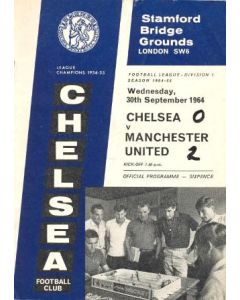 Stamford
Bridge
Grounds
LONDON SW6
LEAGUE
CHAMPIONS 1954-55
FOOTBALL LEAGUE - DIVISION 1
SEASON 1964-65
Wednesday,
30th September 1964
CHELSEA 0
v
MANCHESTER
UNITED 2
KICK-OFF 7.30 p.m.
OFFICIAL PROGRAMME — SIXPENCE
CHELSEA
FOOTBALL
CLUB